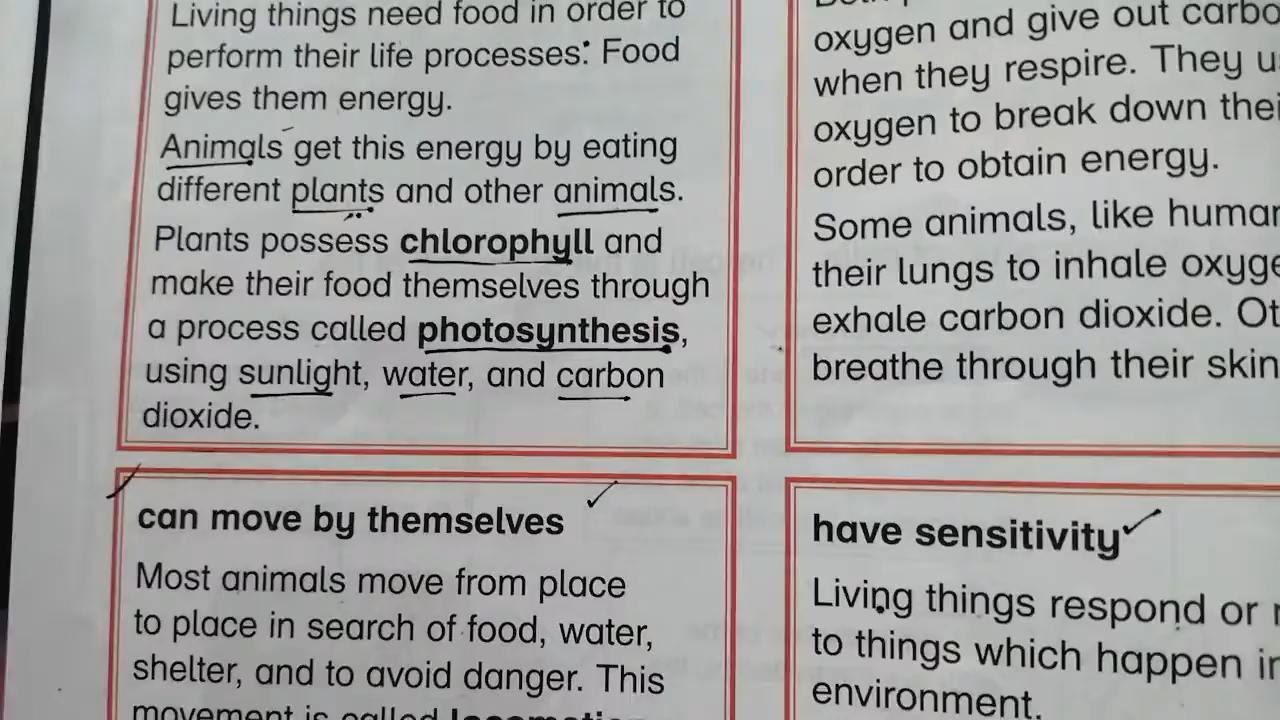 Living things need food in order to
perform their life processes. Food
gives them energy.
Animals get this energy by eating
different plants and other animals.
Plants possess chlorophyll and
make their food themselves through
a process called photosynthesis,
using sunlight, water, and carbon
dioxide.
can move by themselves
Most animals move from place
to place in search of food, water,
shelter, and to avoid danger. This
movement is called
oxygen and give out
when they respire. They
oxygen to break down
order to obtain energy.
Some animals, like
their lungs to inhale
exhale carbon dioxide.
breathe through their skin
have sensitivity
Living things respond or
to things which happen
environment.